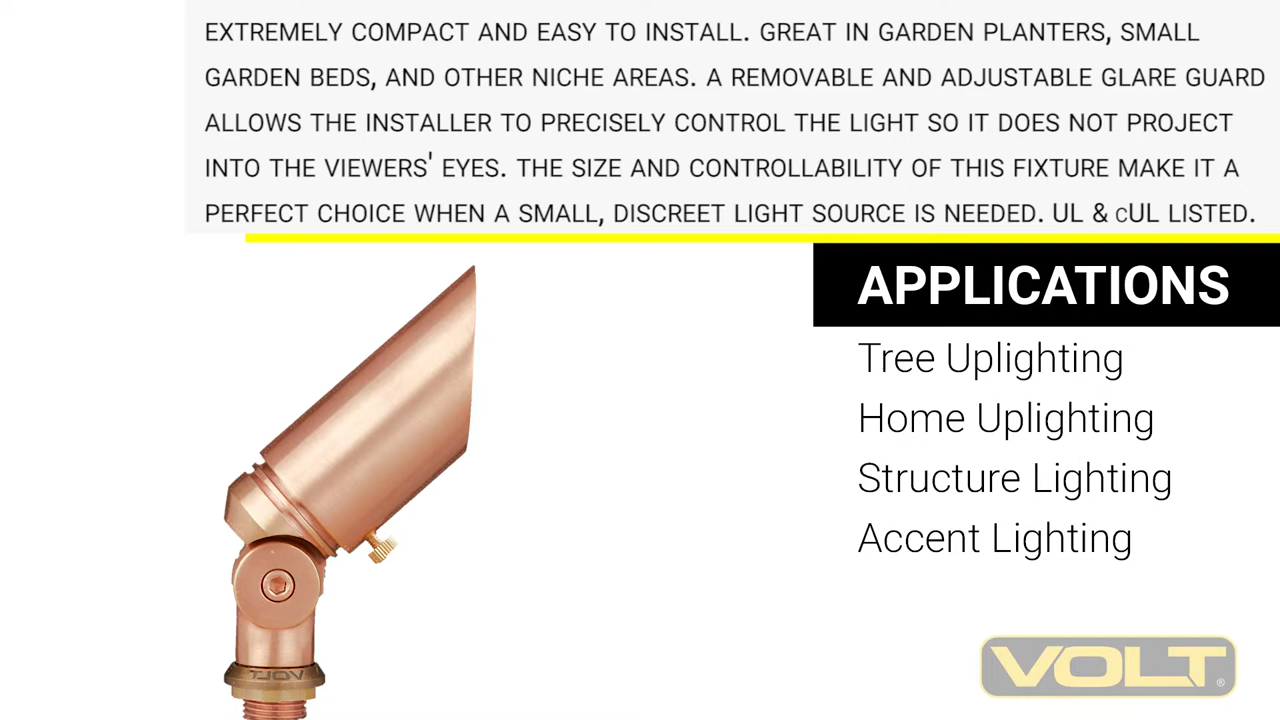 EXTREMELY COMPACT AND EASY TO INSTALL. GREAT IN GARDEN PLANTERS, SMALL
GARDEN BEDS, AND OTHER NICHE AREAS. A REMOVABLE AND ADJUSTABLE GLARE GUARD
ALLOWS THE INSTALLER TO PRECISELY CONTROL THE LIGHT SO IT DOES NOT PROJECT
INTO THE VIEWERS' EYES. THE SIZE AND CONTROLLABILITY OF THIS FIXTURE MAKE IT A
PERFECT CHOICE WHEN A SMALL, DISCREET LIGHT SOURCE IS NEEDED. UL & cUL LISTED.
APPLICATIONS
Tree Uplighting
Home Uplighting
Structure Lighting
Accent Lighting
VOLT
VOLT®